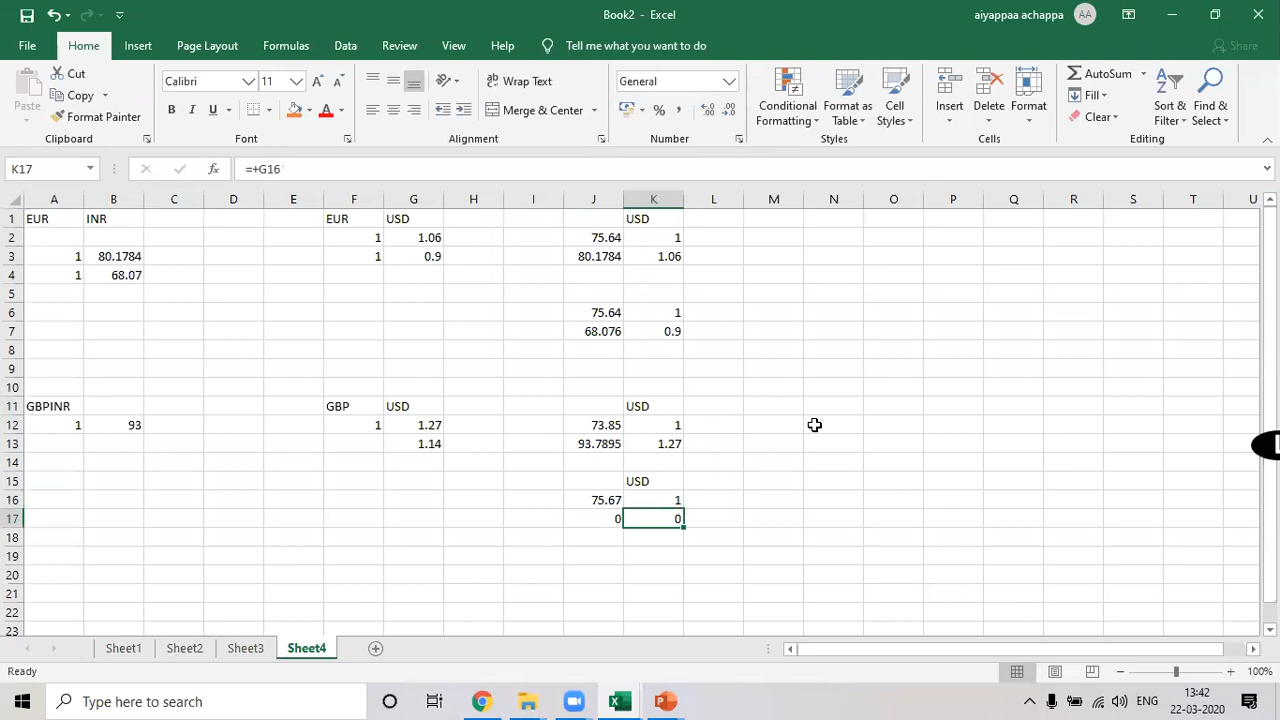 Book2 - Excel
aiyappaa achappa AA
File Home Insert Page Layout Formulas Data Review View Help Tell me what you want to do Share
Paste Cut Copy Format Painter Clipboard
Calibri 11 B I U A Font
Wrap Text Merge & Center Alignment
General % Number
Conditional Formatting Format as Table Cell Styles Styles
Insert Delete Format Cells
AutoSum Fill Clear Sort & Filter Find & Select Editing
K17 fx =+G16
A B C D E F G H I J K L M N O P Q R S T U
1 EUR INR EUR USD USD
2 1 1.06 75.64 1
3 1 80.1784 1 0.9 80.1784 1.06
4 1 68.07
5
6 75.64 1
7 68.076 0.9
8
9
10
11 GBPINR GBP USD USD
12 1 93 1 1.27 73.85 1
13 1.14 93.7895 1.27
14
15 USD
16 75.67 1
17 0 0
18
19
20
21
22
23
Sheet1 Sheet2 Sheet3 Sheet4
Ready 100%
Type here to search ENG 13:42
22-03-2020